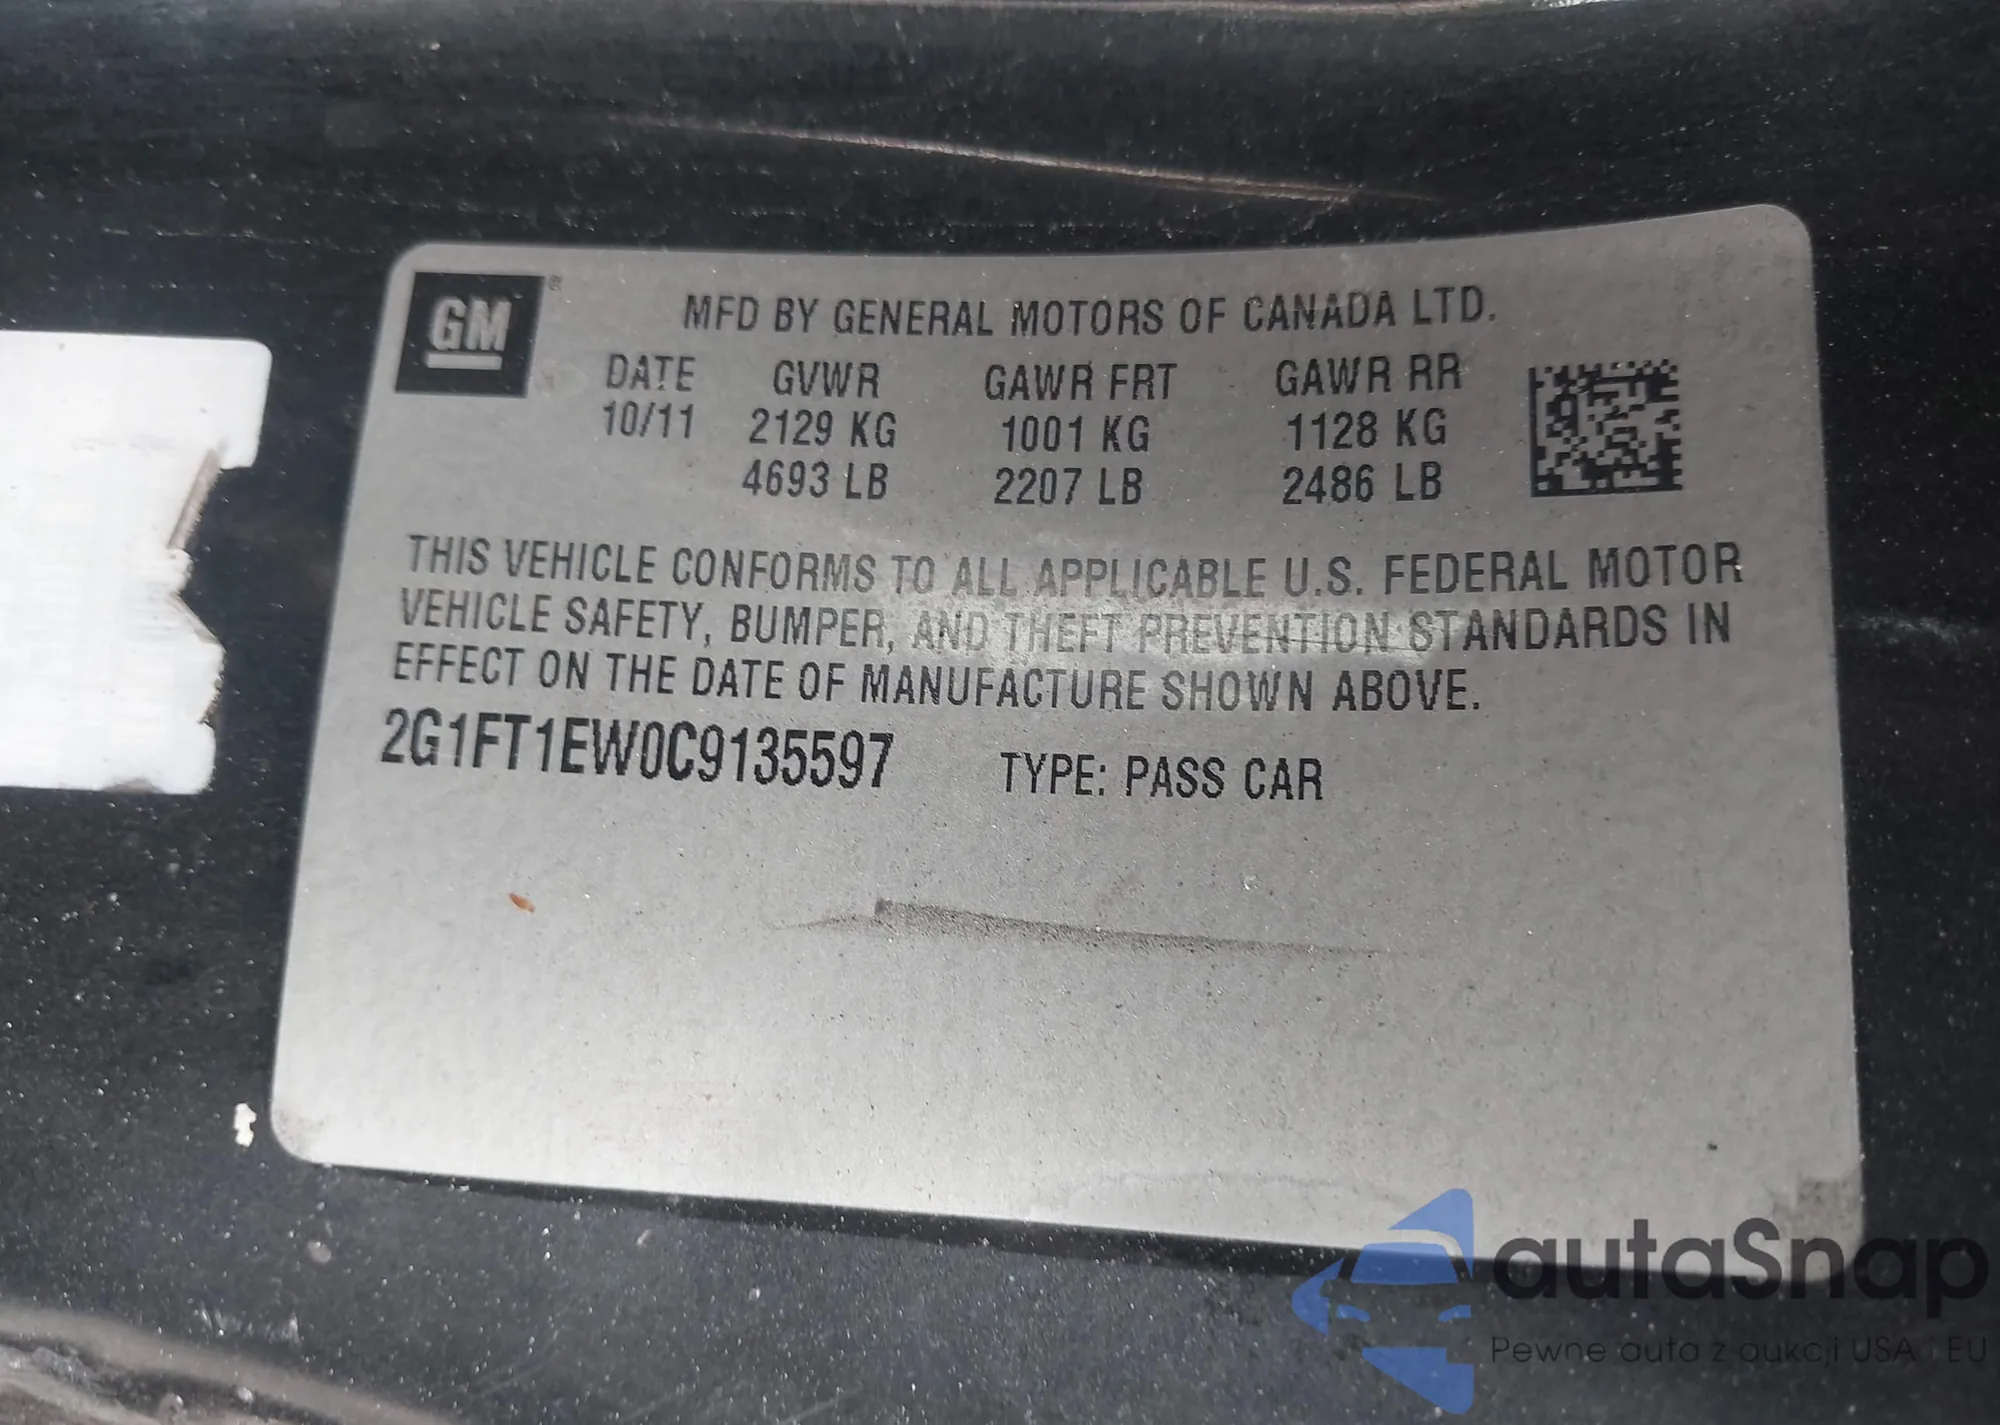 GM®
MFD BY GENERAL MOTORS OF CANADA LTD.
DATE GVWR GAWR FRT GAWR RR
10/11 2129 KG 1001 KG 1128 KG
4693 LB 2207 LB 2486 LB
THIS VEHICLE CONFORMS TO ALL APPLICABLE U.S. FEDERAL MOTOR
VEHICLE SAFETY, BUMPER, AND THEFT PREVENTION STANDARDS IN
EFFECT ON THE DATE OF MANUFACTURE SHOWN ABOVE.
2G1FT1EW0C9135597 TYPE: PASS CAR
autaSnap
Pewne auta z aukcji USA i EU